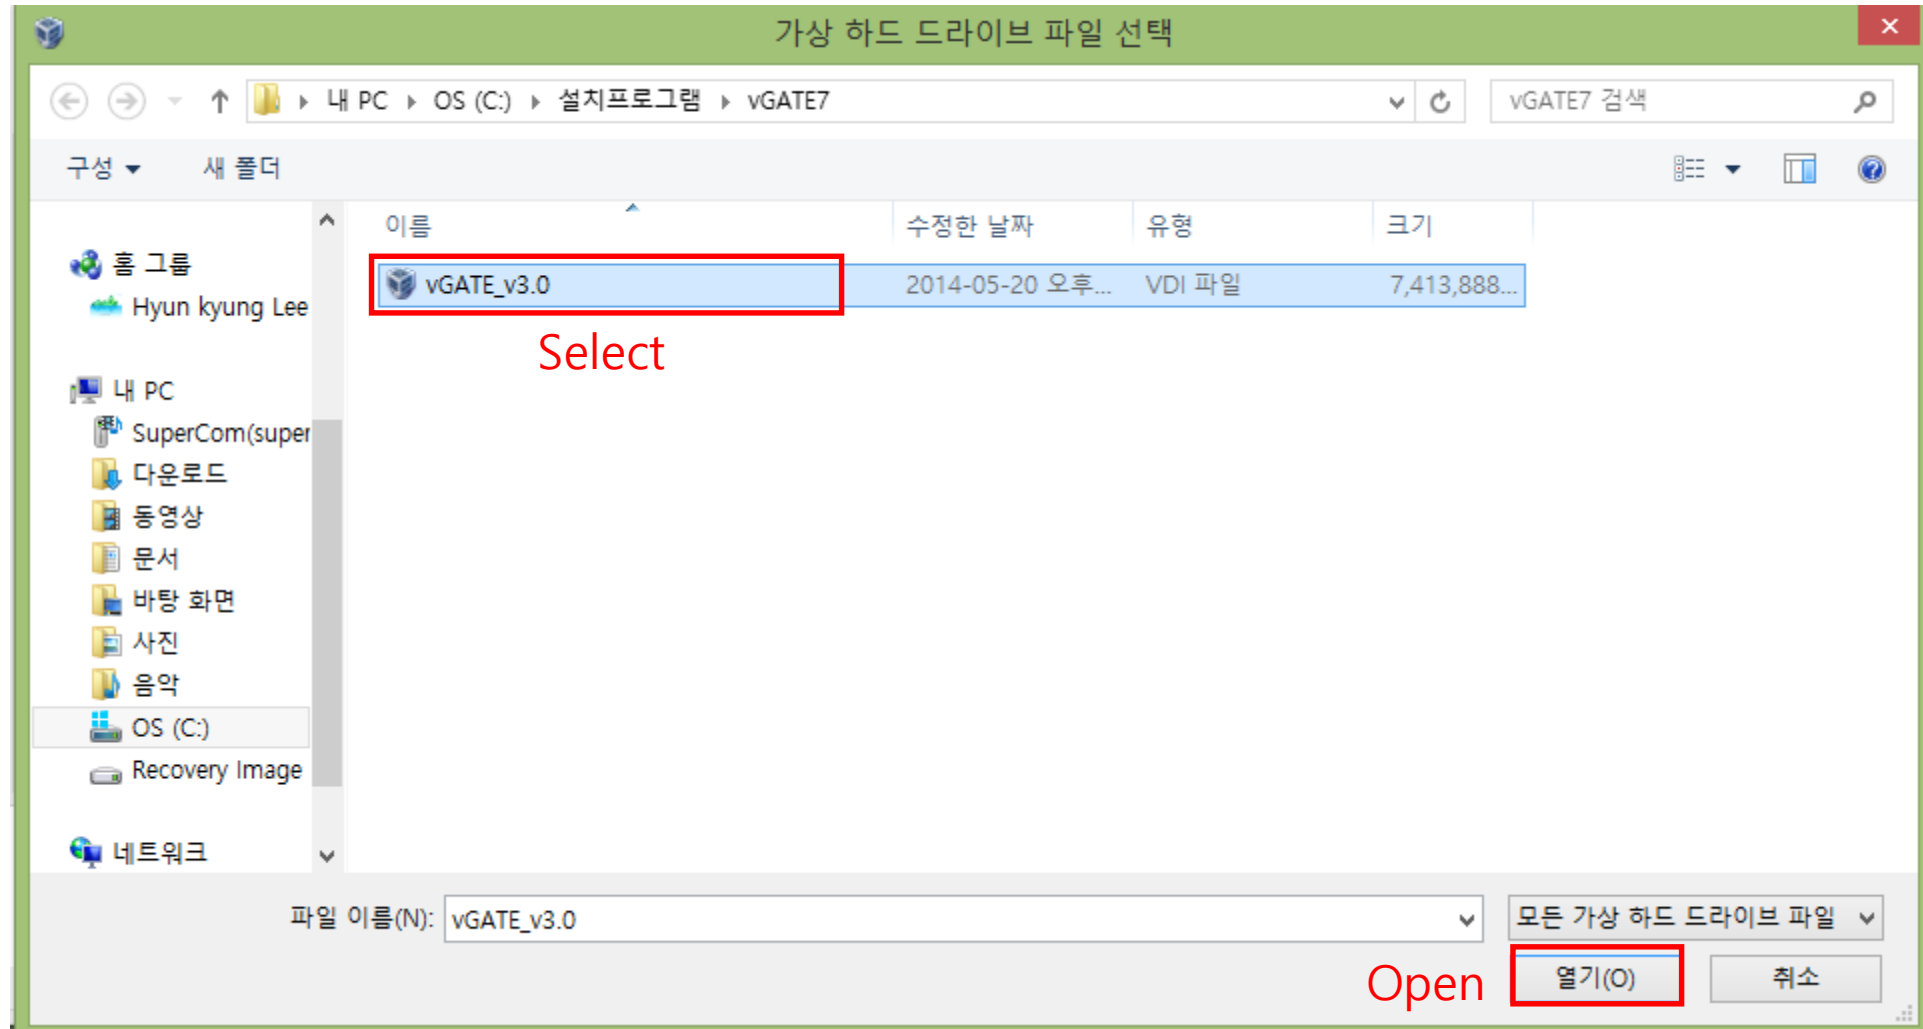 가상 하드 드라이브 파일 선택
내 PC ▸ OS (C:) ▸ 설치프로그램 ▸ vGATE7
vGATE7 검색
구성 새 폴더
이름 수정한 날짜 유형 크기
vGATE_v3.0 2014-05-20 오후... VDI 파일 7,413,888...
Select
홈 그룹
Hyun kyung Lee
내 PC
SuperCom(super
다운로드
동영상
문서
바탕 화면
사진
음악
OS (C:)
Recovery Image
네트워크
파일 이름(N): vGATE_v3.0
모든 가상 하드 드라이브 파일
Open 열기(O) 취소